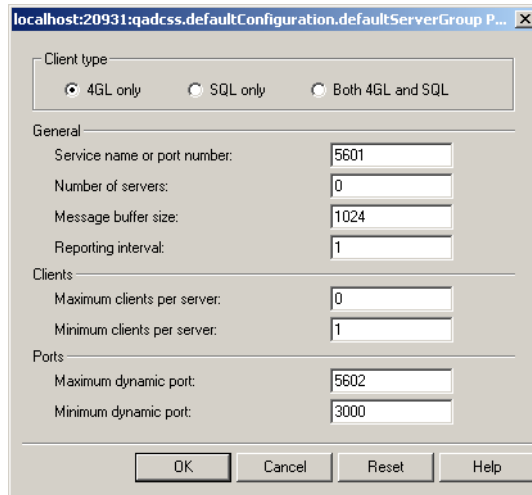 localhost:20931:qadcss.defaultConfiguration.defaultServerGroup P...
Client type
4GL only SQL only Both 4GL and SQL
General
Service name or port number: 5601
Number of servers: 0
Message buffer size: 1024
Reporting interval: 1
Clients
Maximum clients per server: 0
Minimum clients per server: 1
Ports
Maximum dynamic port: 5602
Minimum dynamic port: 3000
OK Cancel Reset Help